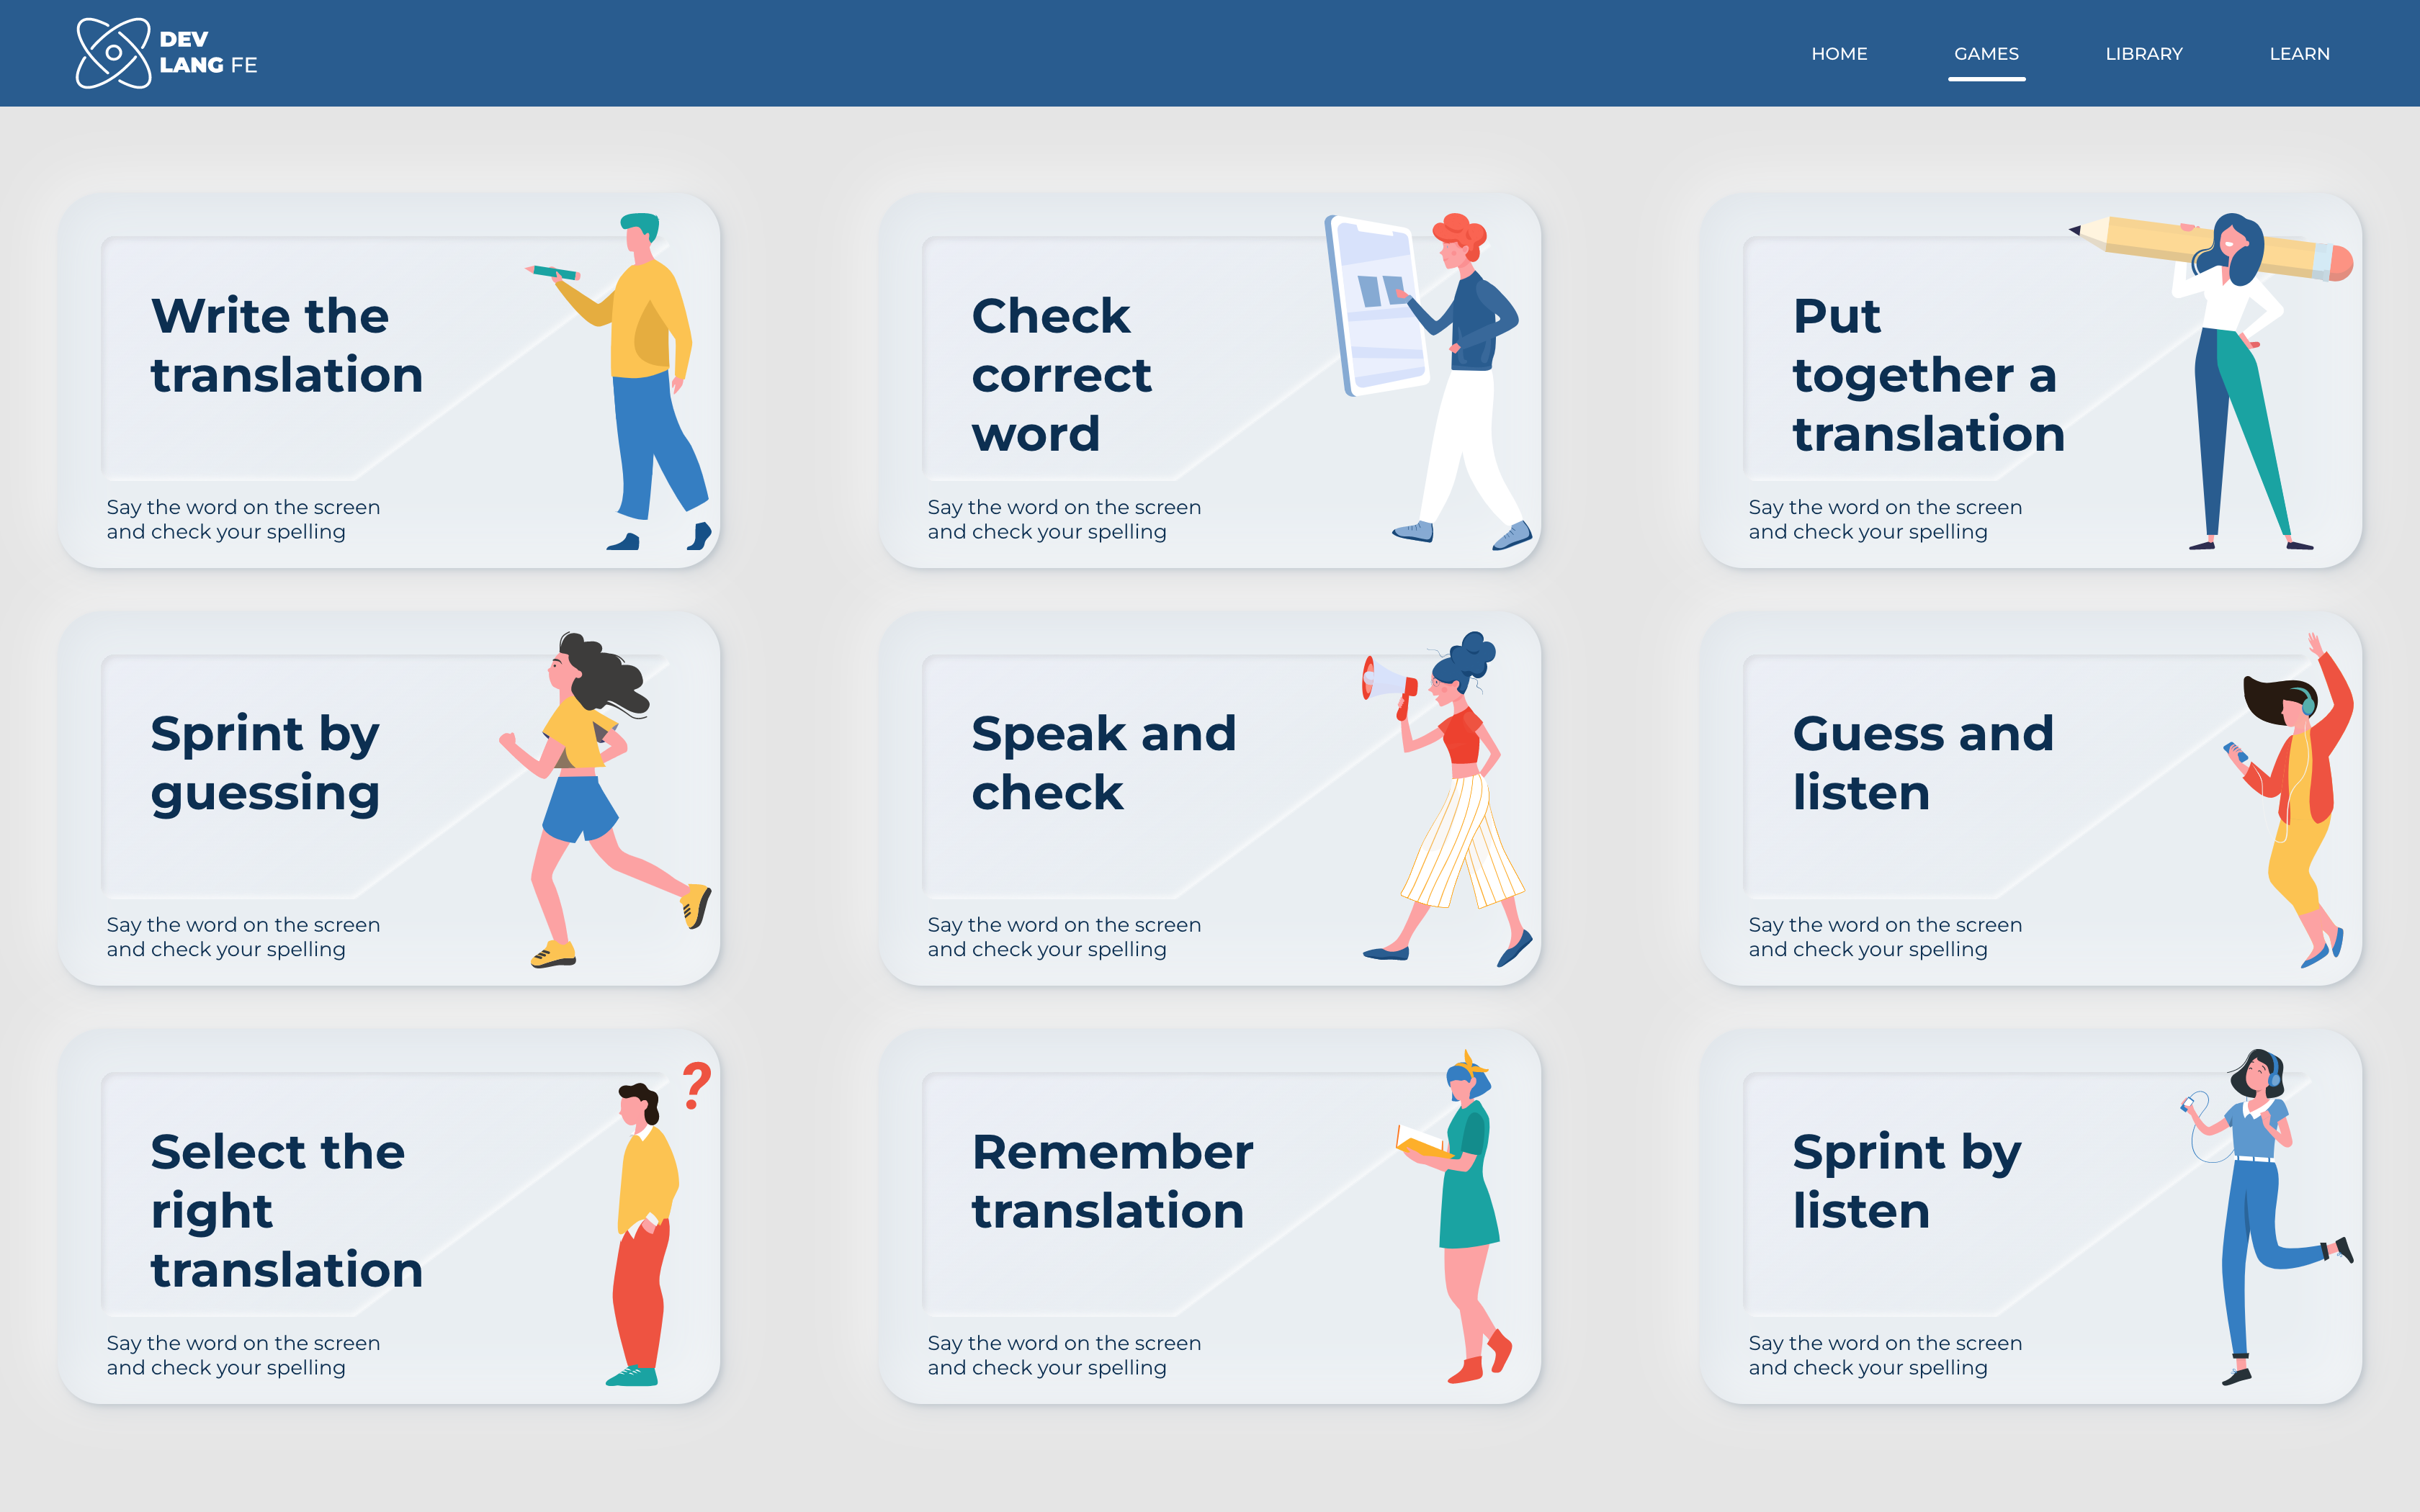 DEV
LANG FE
HOME GAMES LIBRARY LEARN
Write the
translation
Say the word on the screen
and check your spelling
Check
correct
word
Say the word on the screen
and check your spelling
Put
together a
translation
Say the word on the screen
and check your spelling
Sprint by
guessing
Say the word on the screen
and check your spelling
Speak and
check
Say the word on the screen
and check your spelling
Guess and
listen
Say the word on the screen
and check your spelling
Select the
right
translation
Say the word on the screen
and check your spelling
?
Remember
translation
Say the word on the screen
and check your spelling
Sprint by
listen
Say the word on the screen
and check your spelling